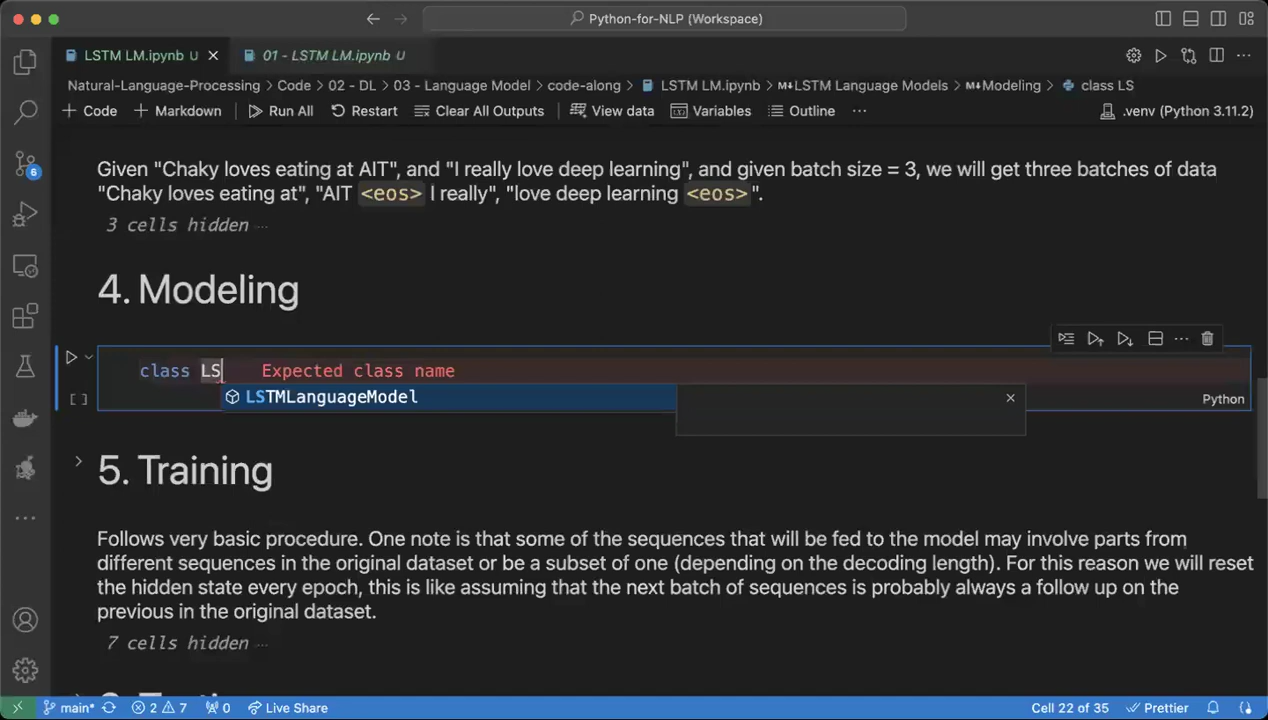 Python-for-NLP (Workspace)
LSTM LM.ipynb U
01 - LSTM LM.ipynb U
Natural-Language-Processing > Code > 02 - DL > 03 - Language Model > code-along > LSTM LM.ipynb > M↓LSTM Language Models > M↓Modeling > class LS
+ Code + Markdown Run All Restart Clear All Outputs View data Variables Outline ... .venv (Python 3.11.2)
Given "Chaky loves eating at AIT", and "I really love deep learning", and given batch size = 3, we will get three batches of data
"Chaky loves eating at", "AIT <eos> I really", "love deep learning <eos>".
3 cells hidden ...
4. Modeling
class LS Expected class name
LSTMLanguageModel
[ ] Python
5. Training
Follows very basic procedure. One note is that some of the sequences that will be fed to the model may involve parts from
different sequences in the original dataset or be a subset of one (depending on the decoding length). For this reason we will reset
the hidden state every epoch, this is like assuming that the next batch of sequences is probably always a follow up on the
previous in the original dataset.
7 cells hidden ...
6
main* 2 7 0 Live Share Cell 22 of 35 Prettier